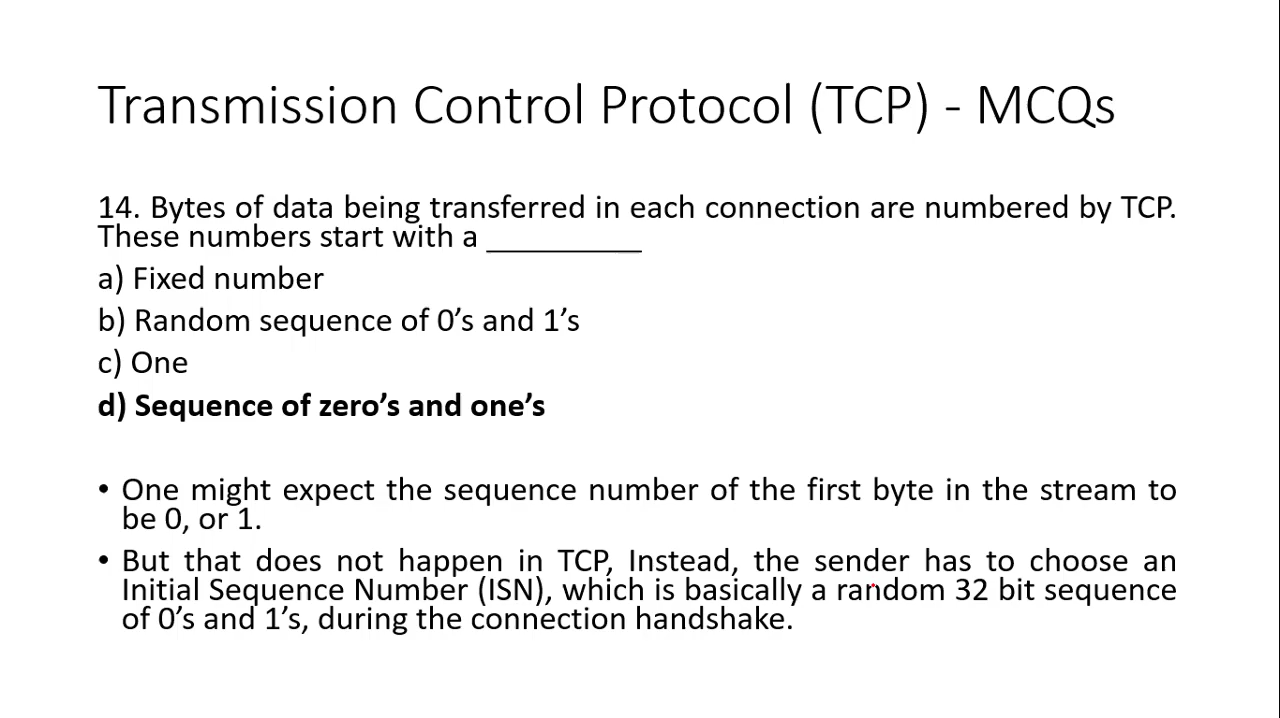 Transmission Control Protocol (TCP) - MCQs
14. Bytes of data being transferred in each connection are numbered by TCP.
These numbers start with a __________
a) Fixed number
b) Random sequence of 0’s and 1’s
c) One
d) Sequence of zero’s and one’s
• One might expect the sequence number of the first byte in the stream to
be 0, or 1.
• But that does not happen in TCP, Instead, the sender has to choose an
Initial Sequence Number (ISN), which is basically a random 32 bit sequence
of 0’s and 1’s, during the connection handshake.